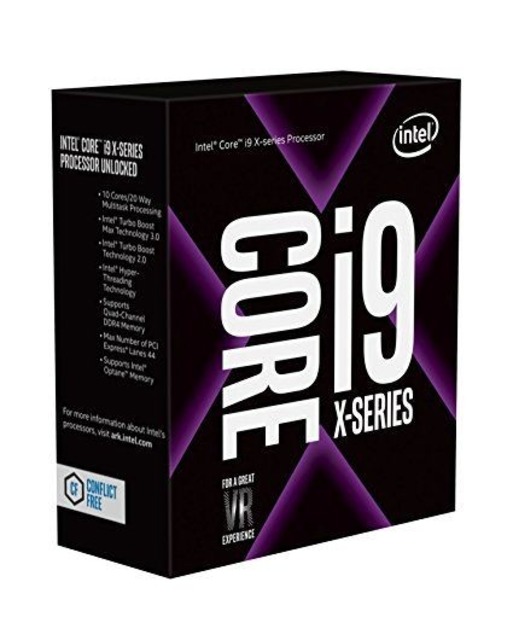 INTEL® CORE™ i9 X-SERIES
PROCESSOR UNLOCKED
• 10 Cores/20 Way
Multitask Processing
• Intel® Turbo Boost
Max Technology 3.0
• Intel® Turbo Boost
Technology 2.0
• Intel® Hyper-
Threading
Technology
• Supports
Quad-Channel
DDR4 Memory
• Max Number of PCI
Express® Lanes 44
• Supports Intel®
Optane™ Memory
For more information about Intel's
processors, visit ark.intel.com
CF CONFLICT
FREE
Intel® Core™ i9 X-series Processor
intel®
CORE i9
X-SERIES
FOR A GREAT
VR
EXPERIENCE